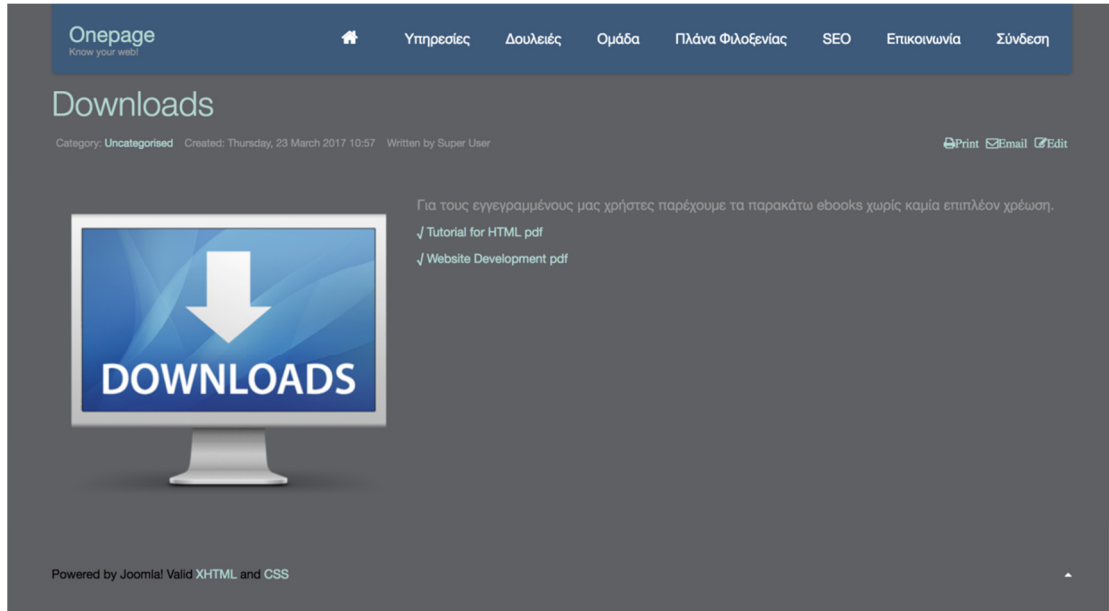 Onepage
Know your web!
Υπηρεσίες Δουλειές Ομάδα Πλάνα Φιλοξενίας SEO Επικοινωνία Σύνδεση
Downloads
Category: Uncategorised Created: Thursday, 23 March 2017 10:57 Written by Super User
Print Email Edit
Για τους εγγεγραμμένους μας χρήστες παρέχουμε τα παρακάτω ebooks χωρίς καμία επιπλέον χρέωση.
√ Tutorial for HTML pdf
√ Website Development pdf
DOWNLOADS
Powered by Joomla! Valid XHTML and CSS